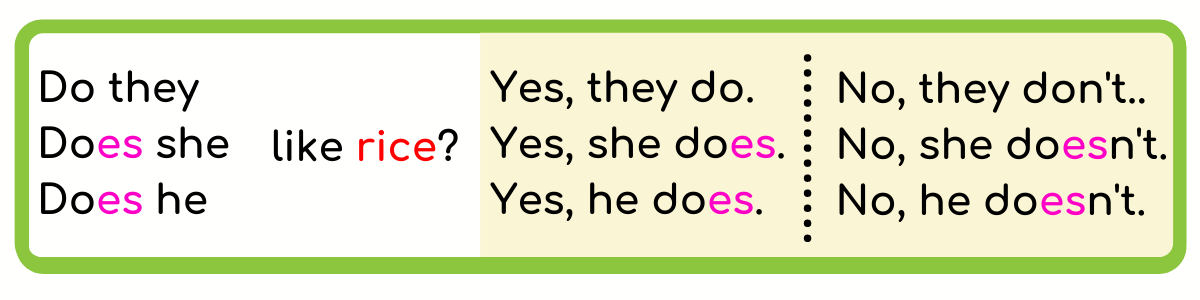 Do they
Does she
Does he
like rice?
Yes, they do.
Yes, she does.
Yes, he does.
No, they don't..
No, she doesn't.
No, he doesn't.